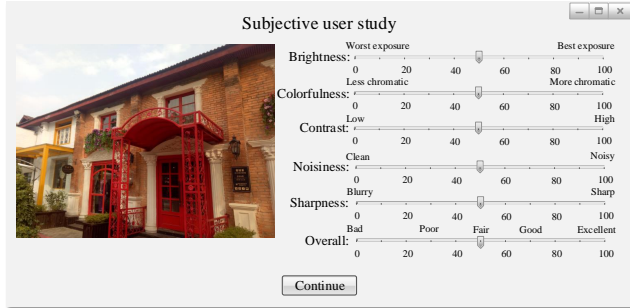 Subjective user study
Worst exposure Best exposure
Brightness:
0 20 40 60 80 100
Less chromatic More chromatic
Colorfulness:
0 20 40 60 80 100
Low High
Contrast:
0 20 40 60 80 100
Clean Noisy
Noisiness:
0 20 40 60 80 100
Blurry Sharp
Sharpness:
0 20 40 60 80 100
Bad Poor Fair Good Excellent
Overall:
0 20 40 60 80 100
Continue